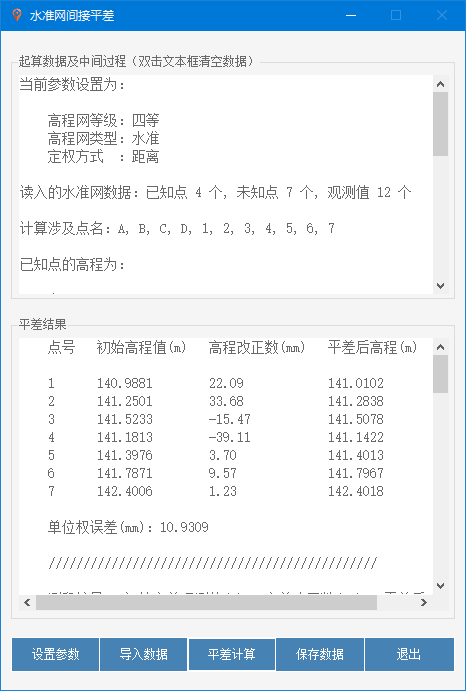 水准网间接平差
起算数据及中间过程（双击文本框清空数据）
当前参数设置为：
高程网等级：四等
高程网类型：水准
定权方式 ：距离
读入的水准网数据：已知点 4 个, 未知点 7 个, 观测值 12 个
计算涉及点名：A, B, C, D, 1, 2, 3, 4, 5, 6, 7
已知点的高程为：
平差结果
点号 初始高程值(m) 高程改正数(mm) 平差后高程(m)
1 140.9881 22.09 141.0102
2 141.2501 33.68 141.2838
3 141.5233 -15.47 141.5078
4 141.1813 -39.11 141.1422
5 141.3976 3.70 141.4013
6 141.7871 9.57 141.7967
7 142.4006 1.23 142.4018
单位权误差(mm)：10.9309
///////////////////////////////////////////////
设置参数 导入数据 平差计算 保存数据 退出